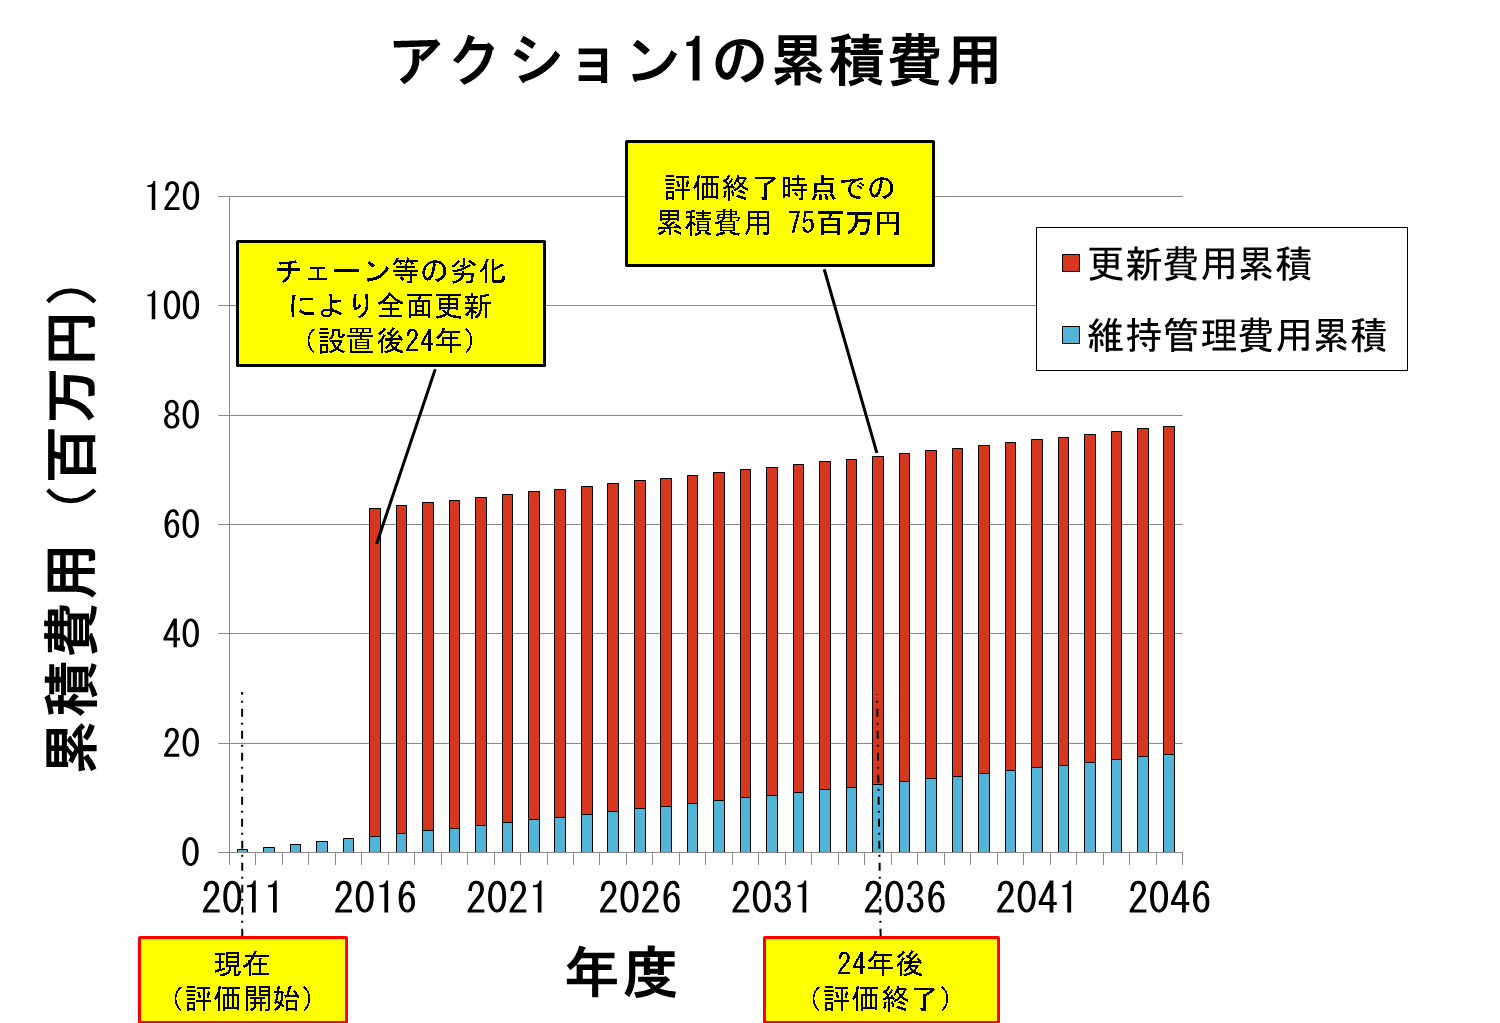 アクション1の累積費用
評価終了時点での
累積費用 75百万円
チェーン等の劣化
により全面更新
（設置後24年）
更新費用累積
維持管理費用累積
累積費用（百万円）
120
100
80
60
40
20
0
2011 2016 2021 2026 2031 2036 2041 2046
年度
現在
（評価開始）
24年後
（評価終了）